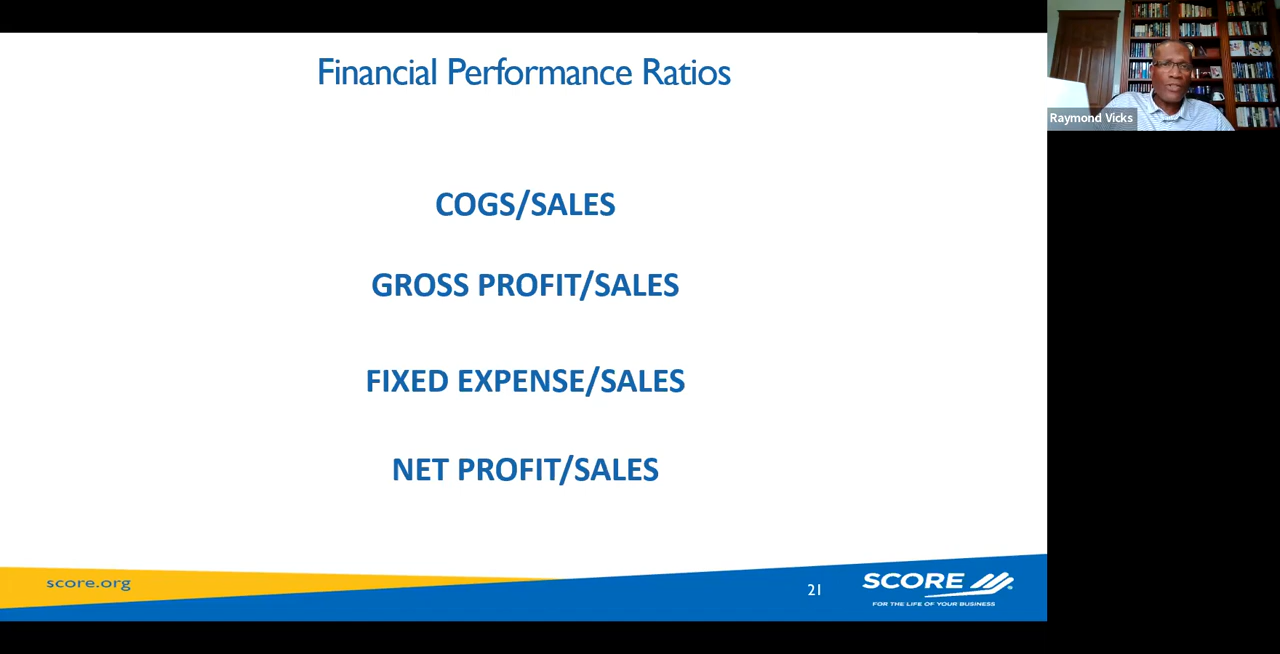 Financial Performance Ratios
Raymond Vicks
COGS/SALES
GROSS PROFIT/SALES
FIXED EXPENSE/SALES
NET PROFIT/SALES
score.org
21
SCORE
FOR THE LIFE OF YOUR BUSINESS